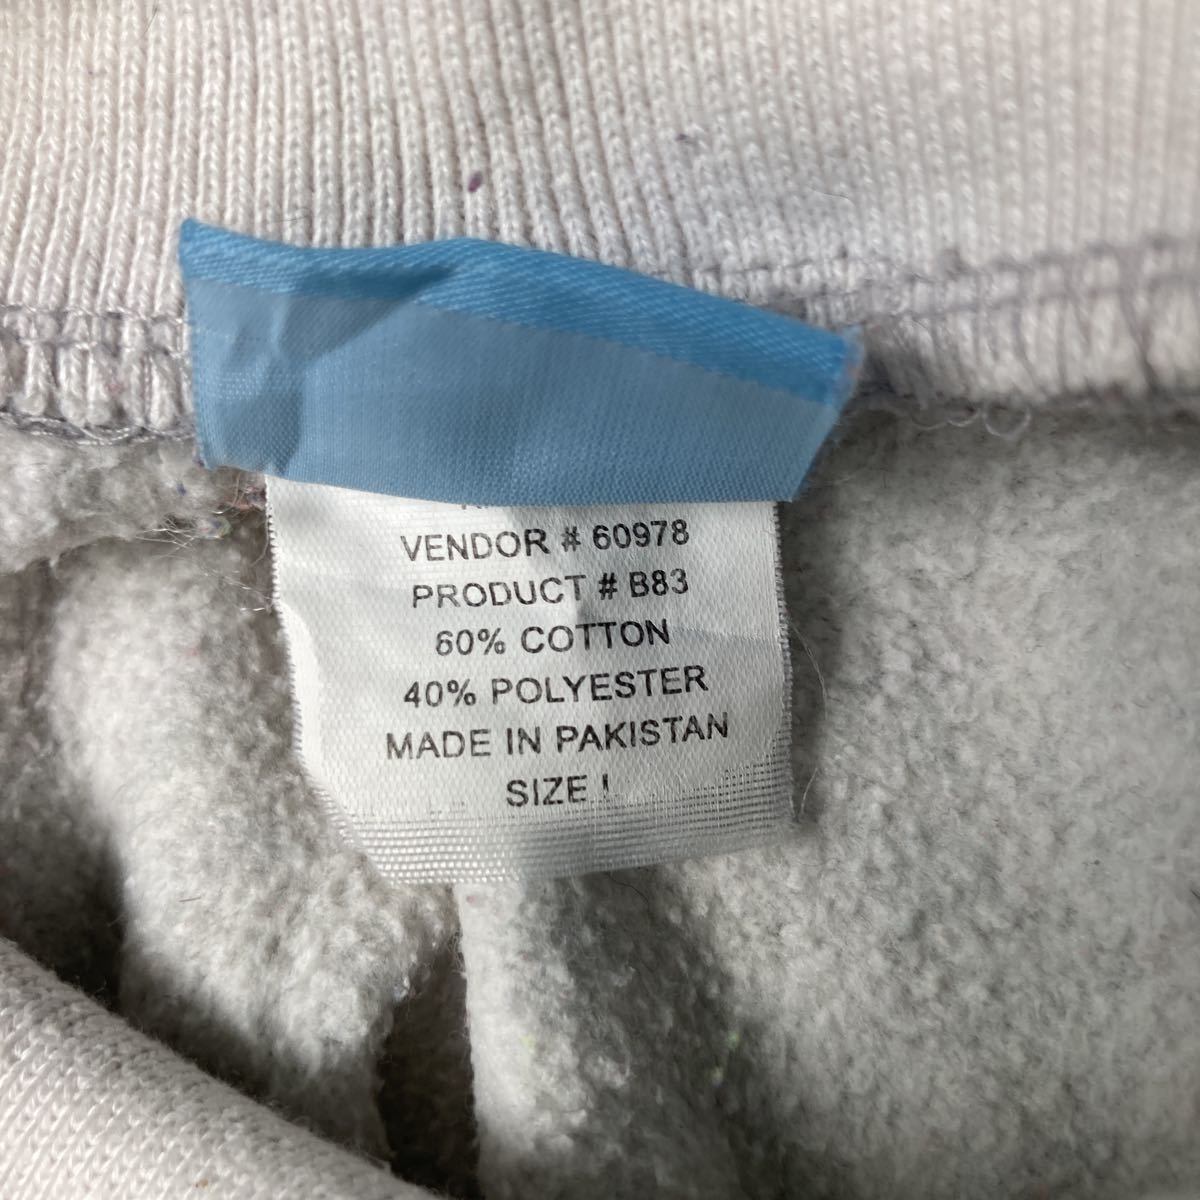 VENDOR # 60978
PRODUCT # B83
60% COTTON
40% POLYESTER
MADE IN PAKISTAN
SIZE